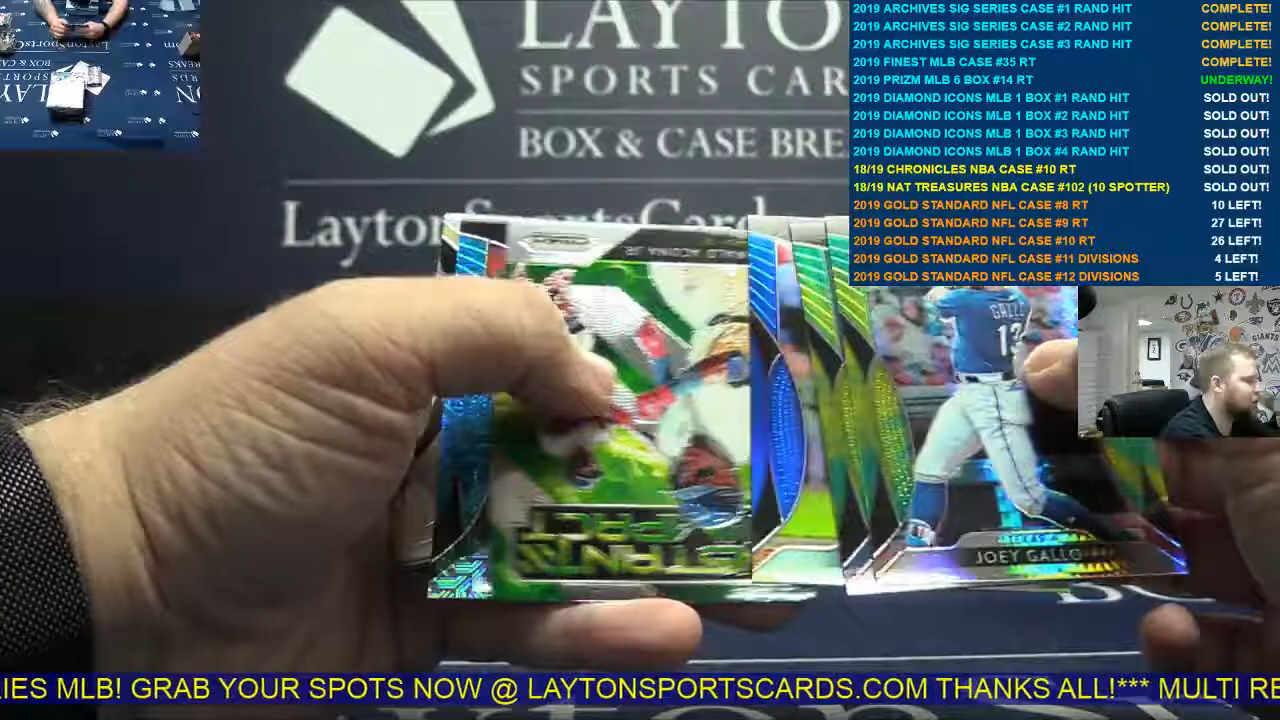 LAYTO
SPORTS CAR
BOX & CASE BRE
LaytonSportsCard
2019 ARCHIVES SIG SERIES CASE #1 RAND HIT COMPLETE!
2019 ARCHIVES SIG SERIES CASE #2 RAND HIT COMPLETE!
2019 ARCHIVES SIG SERIES CASE #3 RAND HIT COMPLETE!
2019 FINEST MLB CASE #35 RT COMPLETE!
2019 PRIZM MLB 6 BOX #14 RT UNDERWAY!
2019 DIAMOND ICONS MLB 1 BOX #1 RAND HIT SOLD OUT!
2019 DIAMOND ICONS MLB 1 BOX #2 RAND HIT SOLD OUT!
2019 DIAMOND ICONS MLB 1 BOX #3 RAND HIT SOLD OUT!
2019 DIAMOND ICONS MLB 1 BOX #4 RAND HIT SOLD OUT!
18/19 CHRONICLES NBA CASE #10 RT SOLD OUT!
18/19 NAT TREASURES NBA CASE #102 (10 SPOTTER) SOLD OUT!
2019 GOLD STANDARD NFL CASE #8 RT 10 LEFT!
2019 GOLD STANDARD NFL CASE #9 RT 27 LEFT!
2019 GOLD STANDARD NFL CASE #10 RT 26 LEFT!
2019 GOLD STANDARD NFL CASE #11 DIVISIONS 4 LEFT!
2019 GOLD STANDARD NFL CASE #12 DIVISIONS 5 LEFT!
GALLO
13
JOEY GALLO
IES MLB! GRAB YOUR SPOTS NOW @ LAYTONSPORTSCARDS.COM THANKS ALL!*** MULTI RE